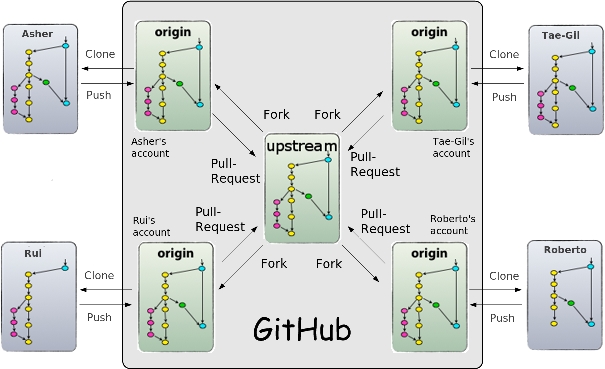 Asher
origin
origin
Tae-Gil
Clone
Clone
Push
Push
Fork
Fork
Asher's
account
Tae-Gil's
account
upstream
Pull-
Request
Pull-
Request
Rui's
account
Pull-
Request
Pull-
Request
Roberto's
account
Rui
origin
origin
Roberto
Clone
Fork
Fork
Clone
Push
Push
GitHub